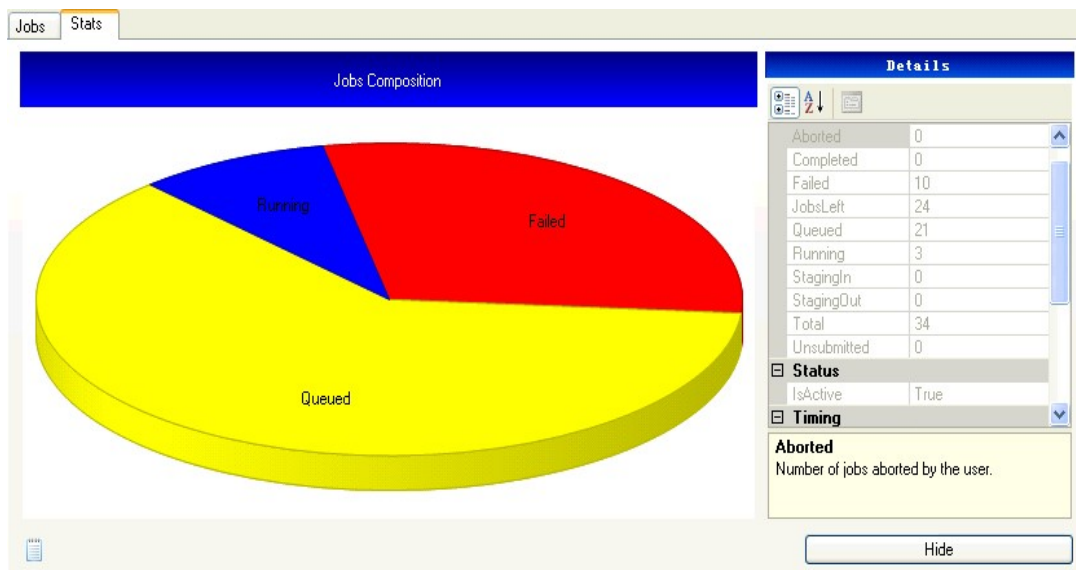 Jobs Stats
Jobs Composition
Running
Failed
Queued
Details
Aborted 0
Completed 0
Failed 10
JobsLeft 24
Queued 21
Running 3
StagingIn 0
StagingOut 0
Total 34
Unsubmitted 0
Status
IsActive True
Timing
Aborted
Number of jobs aborted by the user.
Hide